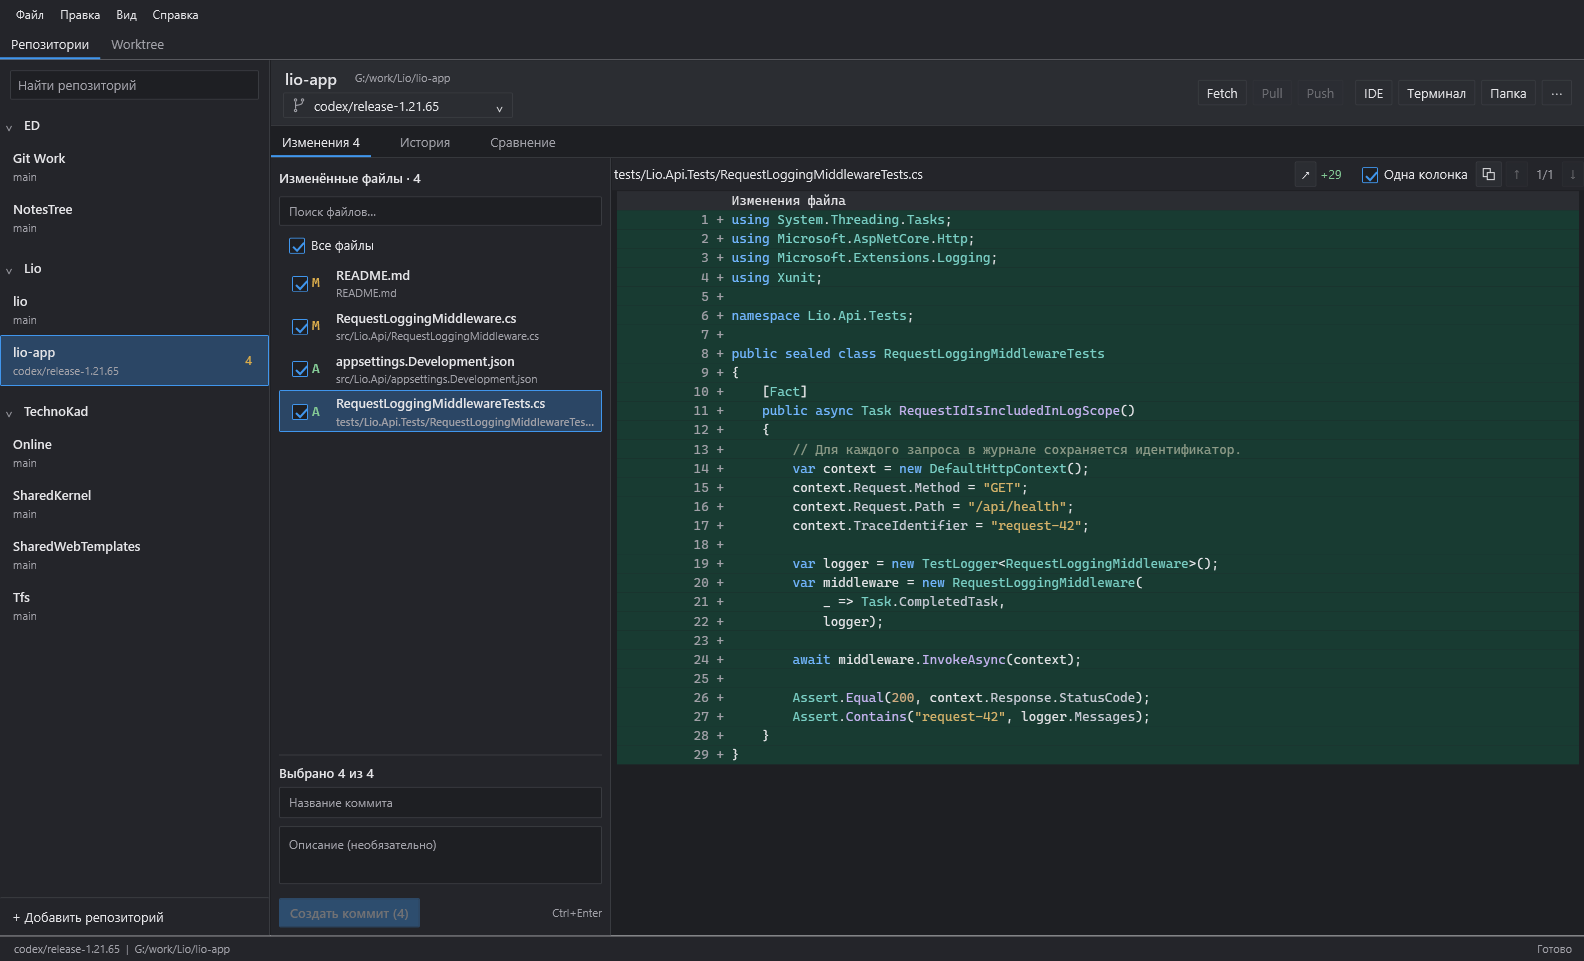 Файл Правка Вид Справка
Репозитории Worktree
Найти репозиторий
ED
Git Work
main
NotesTree
main
Lio
lio
main
lio-app 4
codex/release-1.21.65
TechnoKad
Online
main
SharedKernel
main
SharedWebTemplates
main
Tfs
main
+ Добавить репозиторий
lio-app G:/work/Lio/lio-app
codex/release-1.21.65
Fetch Pull Push IDE Терминал Папка ...
Изменения 4 История Сравнение
Изменённые файлы · 4
Поиск файлов...
Все файлы
M README.md
README.md
M RequestLoggingMiddleware.cs
src/Lio.Api/RequestLoggingMiddleware.cs
A appsettings.Development.json
src/Lio.Api/appsettings.Development.json
A RequestLoggingMiddlewareTests.cs
tests/Lio.Api.Tests/RequestLoggingMiddlewareTes...
Выбрано 4 из 4
Название коммита
Описание (необязательно)
Создать коммит (4) Ctrl+Enter
tests/Lio.Api.Tests/RequestLoggingMiddlewareTests.cs ↗ +29 Одна колонка ↑ 1/1 ↓
Изменения файла
1 + using System.Threading.Tasks;
2 + using Microsoft.AspNetCore.Http;
3 + using Microsoft.Extensions.Logging;
4 + using Xunit;
5 +
6 + namespace Lio.Api.Tests;
7 +
8 + public sealed class RequestLoggingMiddlewareTests
9 + {
10 + [Fact]
11 + public async Task RequestIdIsIncludedInLogScope()
12 + {
13 + // Для каждого запроса в журнале сохраняется идентификатор.
14 + var context = new DefaultHttpContext();
15 + context.Request.Method = "GET";
16 + context.Request.Path = "/api/health";
17 + context.TraceIdentifier = "request-42";
18 +
19 + var logger = new TestLogger<RequestLoggingMiddleware>();
20 + var middleware = new RequestLoggingMiddleware(
21 + _ => Task.CompletedTask,
22 + logger);
23 +
24 + await middleware.InvokeAsync(context);
25 +
26 + Assert.Equal(200, context.Response.StatusCode);
27 + Assert.Contains("request-42", logger.Messages);
28 + }
29 + }
codex/release-1.21.65 | G:/work/Lio/lio-app Готово